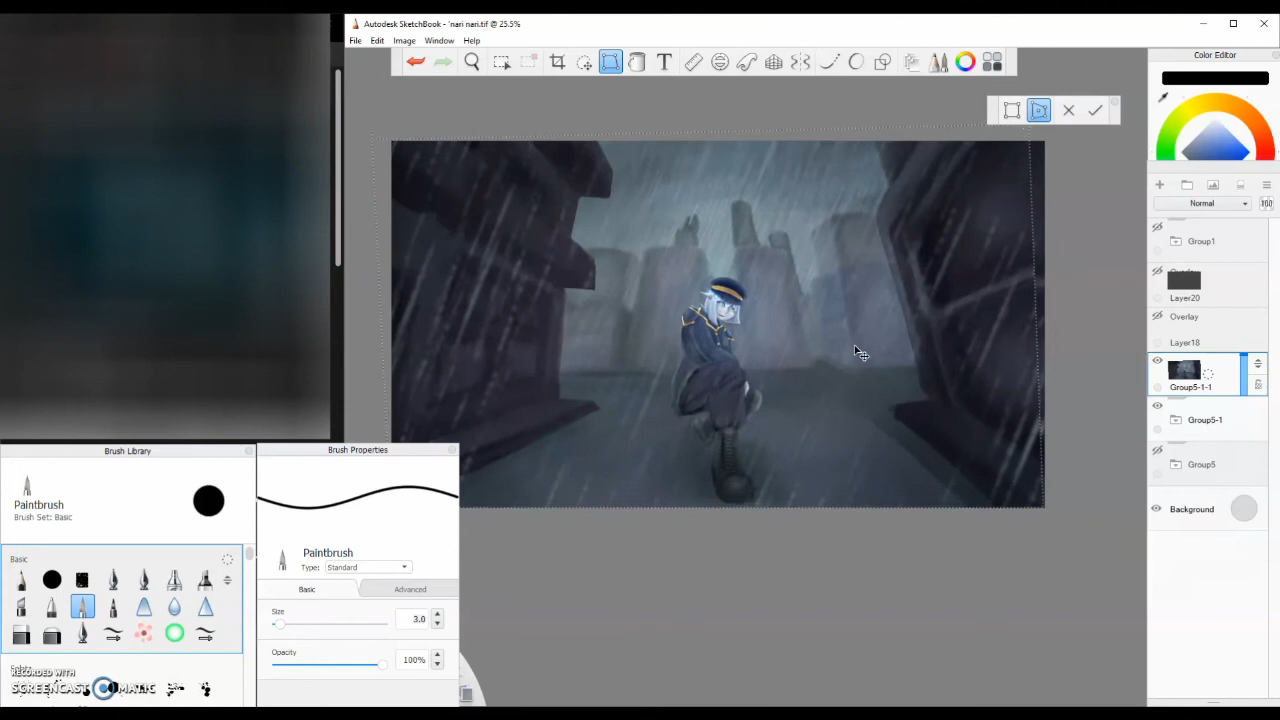 Autodesk SketchBook - 'nari nari.tif @ 25.5%
File Edit Image Window Help
Color Editor
Normal
100
Group1
Overlay
Layer20
Overlay
Layer18
Group5-1-1
Group5-1
Group5
Background
Brush Library
Paintbrush
Brush Set: Basic
Basic
RECORDED WITH
SCREENCAST MATIC
Brush Properties
Paintbrush
Type: Standard
Basic Advanced
Size
3.0
Opacity
100%